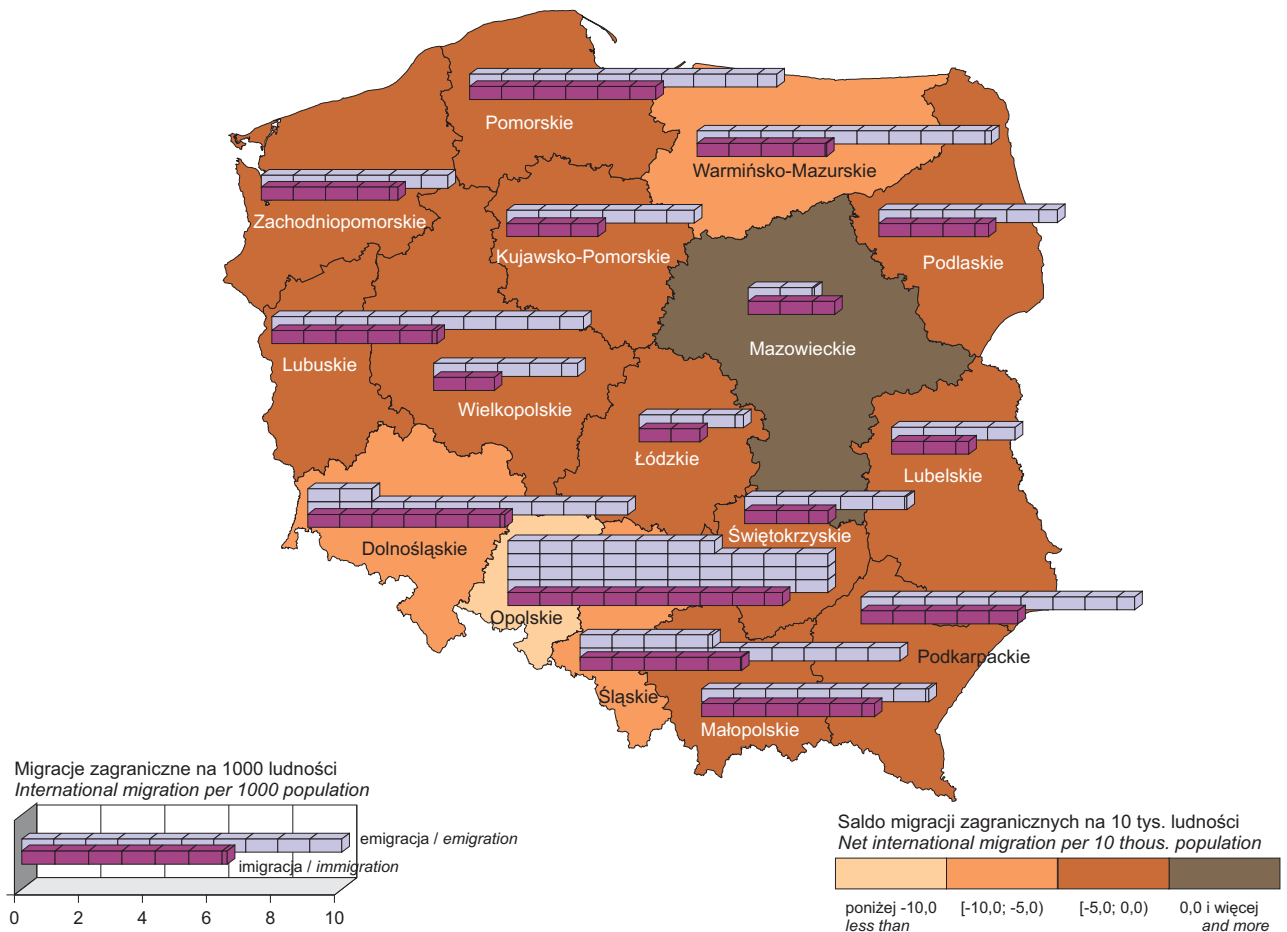 Pomorskie
Warmińsko-Mazurskie
Zachodniopomorskie
Kujawsko-Pomorskie
Podlaskie
Mazowieckie
Lubuskie
Wielkopolskie
Łódzkie
Lubelskie
Świętokrzyskie
Dolnośląskie
Opolskie
Podkarpackie
Śląskie
Małopolskie
Migracje zagraniczne na 1000 ludności
International migration per 1000 population
emigracja / emigration
imigracja / immigration
0 2 4 6 8 10
Saldo migracji zagranicznych na 10 tys. ludności
Net international migration per 10 thous. population
poniżej -10,0 [-10,0; -5,0) [-5,0; 0,0) 0,0 i więcej
less than and more